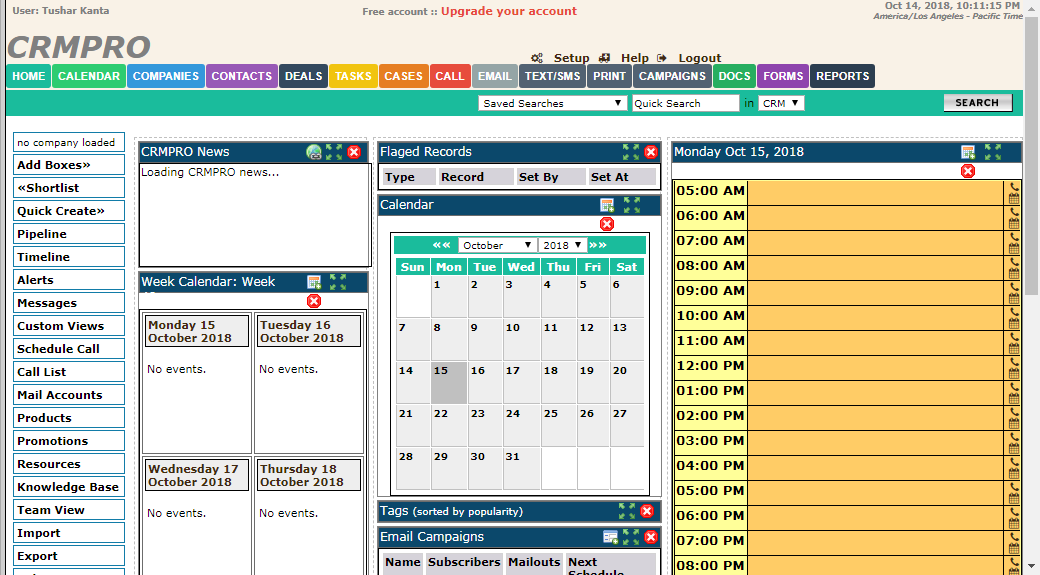 User: Tushar Kanta
Free account :: Upgrade your account
Oct 14, 2018, 10:11:15 PM
America/Los Angeles - Pacific Time
CRMPRO
Setup Help Logout
HOME CALENDAR COMPANIES CONTACTS DEALS TASKS CASES CALL EMAIL TEXT/SMS PRINT CAMPAIGNS DOCS FORMS REPORTS
Saved Searches Quick Search in CRM SEARCH
no company loaded
Add Boxes»
«Shortlist
Quick Create»
Pipeline
Timeline
Alerts
Messages
Custom Views
Schedule Call
Call List
Mail Accounts
Products
Promotions
Resources
Knowledge Base
Team View
Import
Export
CRMPRO News
Loading CRMPRO news...
Week Calendar: Week
Monday 15
October 2018
No events.
Tuesday 16
October 2018
No events.
Wednesday 17
October 2018
No events.
Thursday 18
October 2018
No events.
Flaged Records
Type Record Set By Set At
Calendar
«« October 2018 »»
Sun Mon Tue Wed Thu Fri Sat
1 2 3 4 5 6
7 8 9 10 11 12 13
14 15 16 17 18 19 20
21 22 23 24 25 26 27
28 29 30 31
Tags (sorted by popularity)
Email Campaigns
Name Subscribers Mailouts Next
Schedule
Monday Oct 15, 2018
05:00 AM
06:00 AM
07:00 AM
08:00 AM
09:00 AM
10:00 AM
11:00 AM
12:00 PM
01:00 PM
02:00 PM
03:00 PM
04:00 PM
05:00 PM
06:00 PM
07:00 PM
08:00 PM